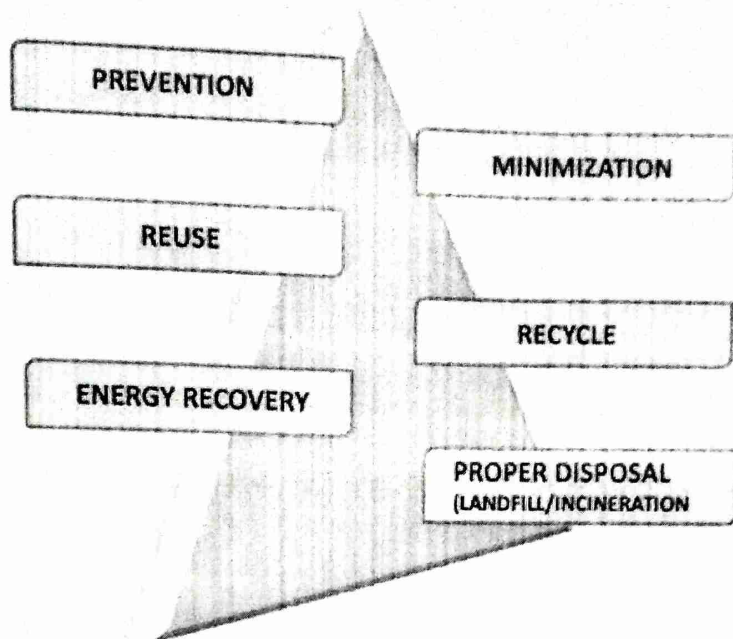 PREVENTION
MINIMIZATION
REUSE
RECYCLE
ENERGY RECOVERY
PROPER DISPOSAL
(LANDFILL/INCINERATION